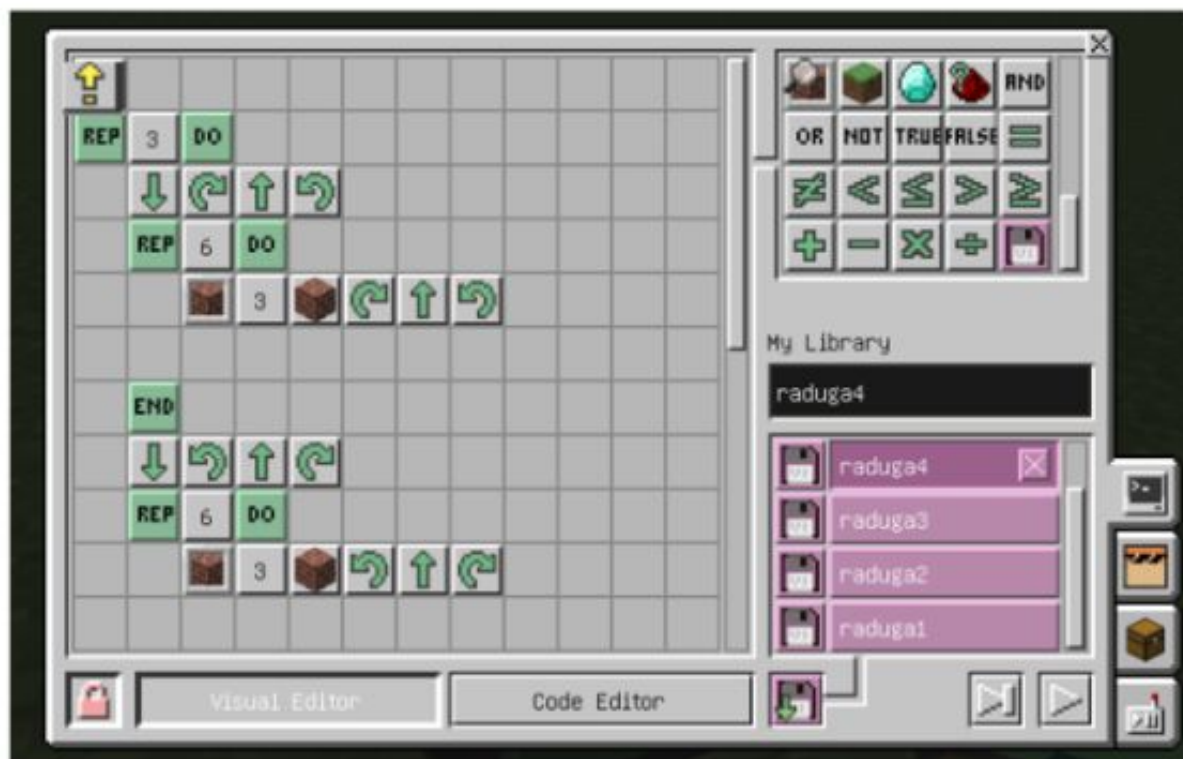 REP 3 DO
REP 6 DO
3
END
REP 6 DO
3
AND
OR NOT TRUE FALSE
My Library
raduga4
raduga4
raduga3
raduga2
raduga1
Visual Editor
Code Editor